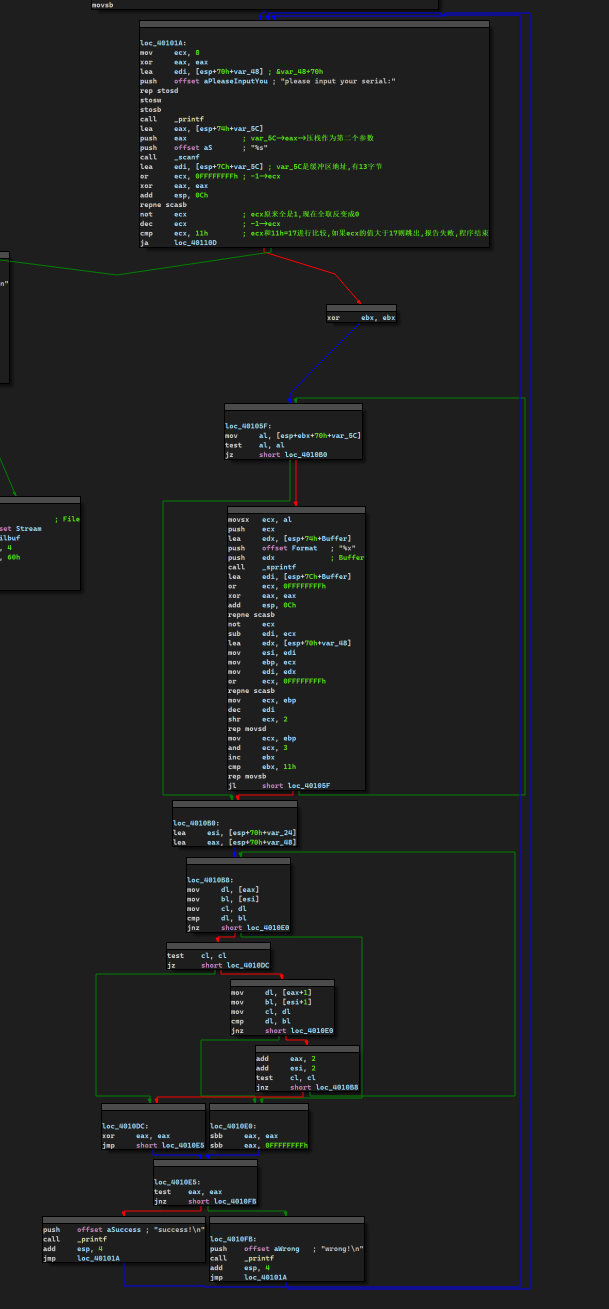 movsb
loc_40101A:
mov ecx, 8
xor eax, eax
lea edi, [esp+70h+var_48] ; &var_48+70h
push offset aPleaseInputYou ; "please input your serial:"
rep stosd
stosw
stosb
call _printf
lea eax, [esp+74h+var_5C]
push eax ; var_5C→eax→压栈作为第二个参数
push offset aS ; "%s"
call _scanf
lea edi, [esp+7Ch+var_5C] ; var_5C是缓冲区地址,有13字节
or ecx, 0FFFFFFFFh ; -1→ecx
xor eax, eax
add esp, 0Ch
repne scasb
not ecx ; ecx原来全是1,现在全取反变成0
dec ecx ; -1→ecx
cmp ecx, 11h ; ecx和11h=17进行比较,如果ecx的值大于17则跳出,报告失败,程序结束
ja loc_40110D
n"
xor ebx, ebx
loc_40105F:
mov al, [esp+ebx+70h+var_5C]
test al, al
jz short loc_4010B0
; File
set Stream
ilbuf
, 4
, 60h
movsx ecx, al
push ecx
lea edx, [esp+74h+Buffer]
push offset Format ; "%x"
push edx ; Buffer
call _sprintf
lea edi, [esp+7Ch+Buffer]
or ecx, 0FFFFFFFFh
xor eax, eax
add esp, 0Ch
repne scasb
not ecx
sub edi, ecx
lea edx, [esp+70h+var_48]
mov esi, edi
mov ebp, ecx
mov edi, edx
or ecx, 0FFFFFFFFh
repne scasb
mov ecx, ebp
dec edi
shr ecx, 2
rep movsd
mov ecx, ebp
and ecx, 3
inc ebx
cmp ebx, 11h
rep movsb
jl short loc_40105F
loc_4010B0:
lea esi, [esp+70h+var_24]
lea eax, [esp+70h+var_48]
loc_4010B8:
mov dl, [eax]
mov bl, [esi]
mov cl, dl
cmp dl, bl
jnz short loc_4010E0
test cl, cl
jz short loc_4010DC
mov dl, [eax+1]
mov bl, [esi+1]
mov cl, dl
cmp dl, bl
jnz short loc_4010E0
add eax, 2
add esi, 2
test cl, cl
jnz short loc_4010B8
loc_4010DC:
xor eax, eax
jmp short loc_4010E5
loc_4010E0:
sbb eax, eax
sbb eax, 0FFFFFFFFh
loc_4010E5:
test eax, eax
jnz short loc_4010FB
push offset aSuccess ; "success!\n"
call _printf
add esp, 4
jmp loc_40101A
loc_4010FB:
push offset aWrong ; "wrong!\n"
call _printf
add esp, 4
jmp loc_40101A